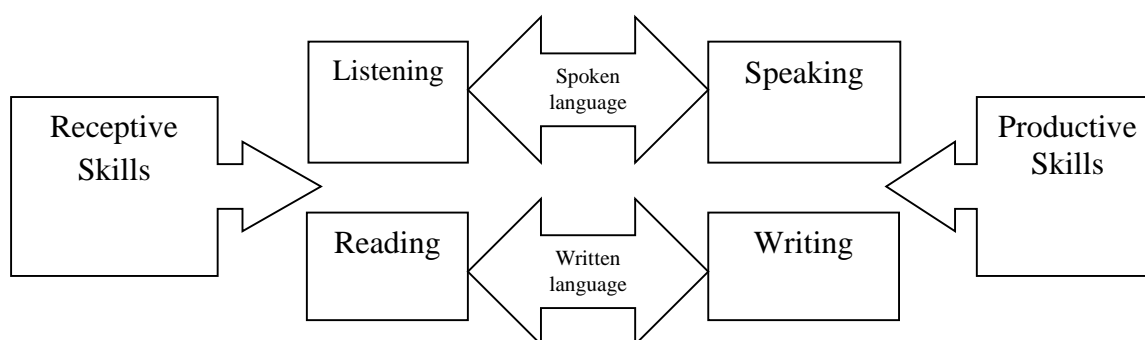 Receptive
Skills
Listening
Spoken
language
Speaking
Productive
Skills
Reading
Written
language
Writing